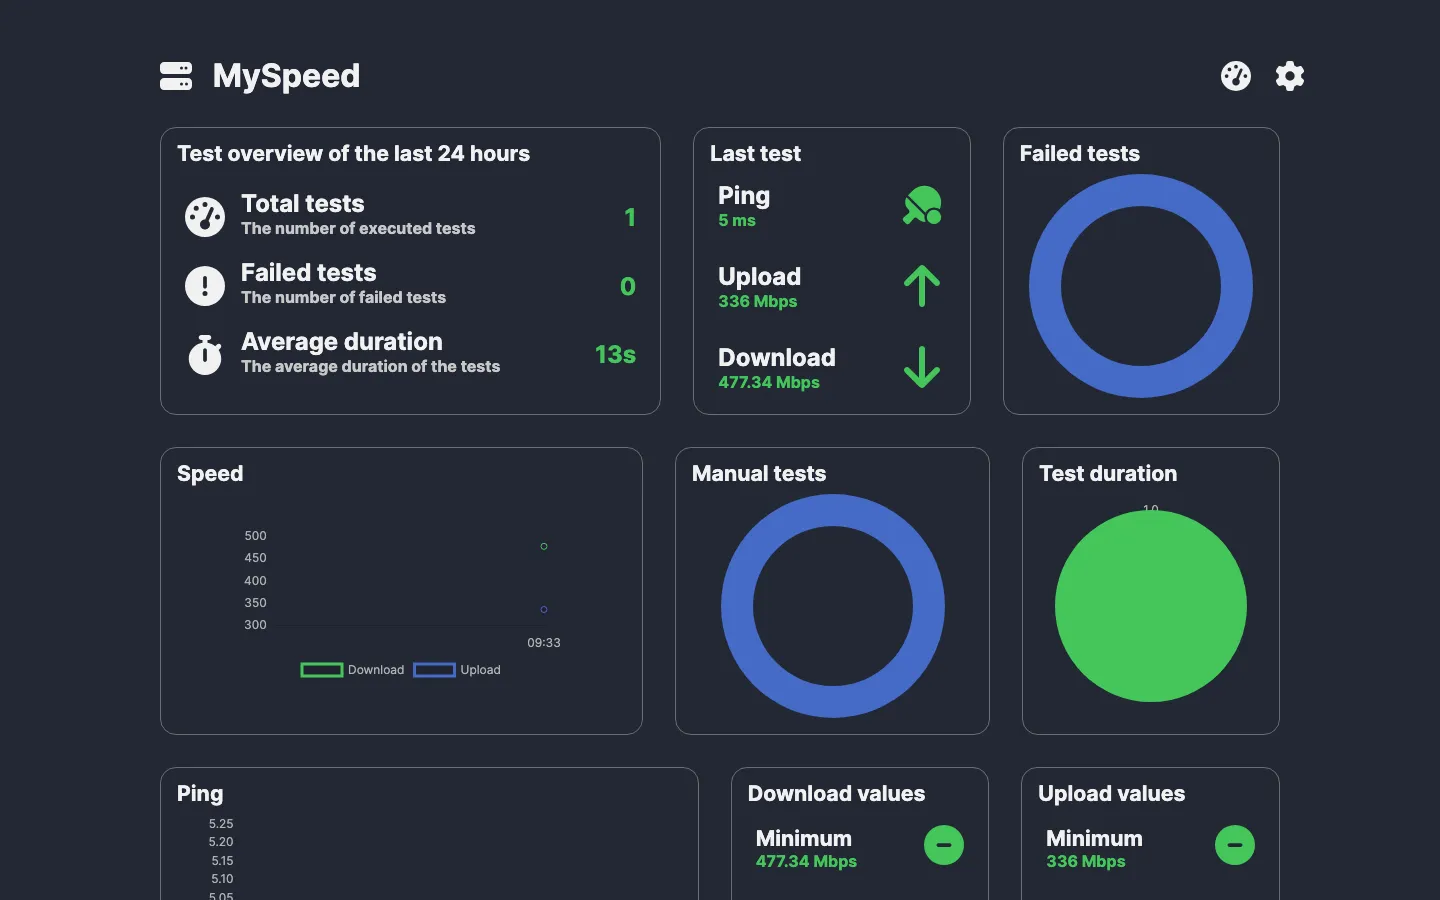 MySpeed
Test overview of the last 24 hours
Total tests
The number of executed tests
1
Failed tests
The number of failed tests
0
Average duration
The average duration of the tests
13s
Last test
Ping
5 ms
Upload
336 Mbps
Download
477.34 Mbps
Failed tests
Speed
500
450
400
350
300
09:33
Download
Upload
Manual tests
Test duration
1.0
Ping
5.25
5.20
5.15
5.10
5.05
Download values
Minimum
477.34 Mbps
Upload values
Minimum
336 Mbps